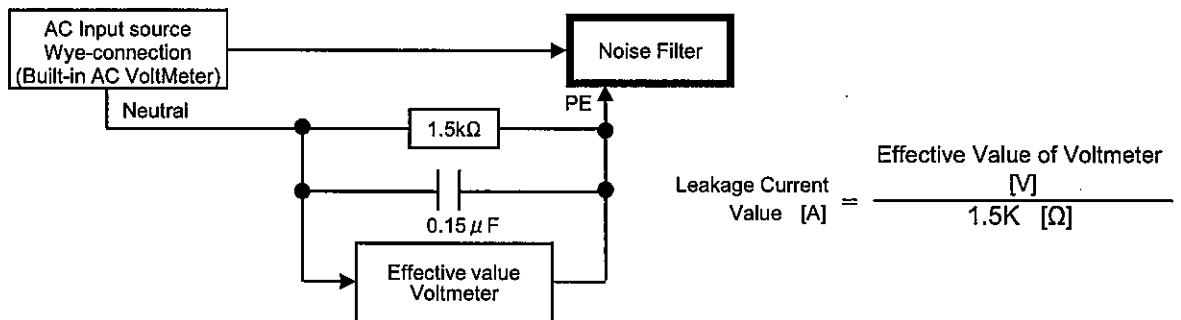 AC Input source
Wye-connection
(Built-in AC VoltMeter)
Noise Filter
PE
Neutral
1.5kΩ
0.15μF
Effective value
Voltmeter
Leakage Current
Value [A]
=
Effective Value of Voltmeter
[V]
1.5K [Ω]